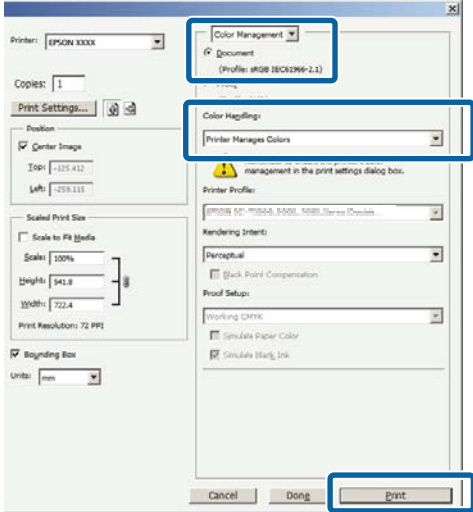 Printer: EPSON XXXX
Copies: 1
Print Settings...
Position
Center Image
Top: -125.412
Left: -259.115
Scaled Print Size
Scale to Fit Media
Scale: 100%
Height: 541.8
Width: 722.4
Print Resolution: 72 PPI
Bounding Box
Units: mm
Color Management
Document
(Profile: sRGB IEC61966-2.1)
Color Handling:
Printer Manages Colors
management in the print settings dialog box.
Printer Profile:
Rendering Intent:
Perceptual
Black Point Compensation
Proof Setup:
Working CMYK
Simulate Paper Color
Simulate Black Ink
Cancel
Done
Print